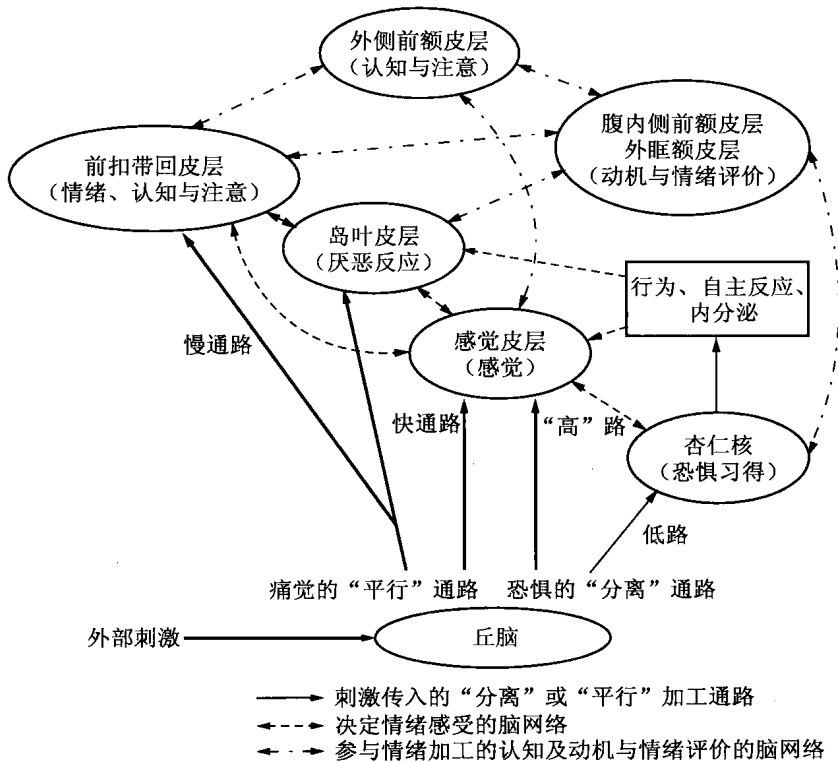 外侧前额皮层
（认知与注意）
腹内侧前额皮层
外眶额皮层
（动机与情绪评价）
前扣带回皮层
（情绪、认知与注意）
岛叶皮层
（厌恶反应）
行为、自主反应、
内分泌
感觉皮层
（感觉）
慢通路
快通路
“高”路
杏仁核
（恐惧习得）
低路
痛觉的“平行”通路
恐惧的“分离”通路
外部刺激
丘脑
刺激传入的“分离”或“平行”加工通路
决定情绪感受的脑网络
参与情绪加工的认知及动机与情绪评价的脑网络